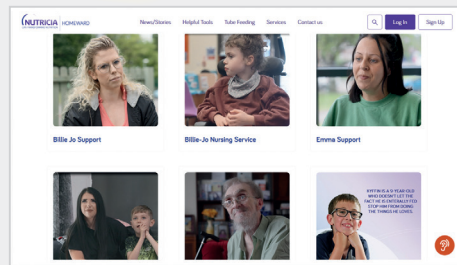 NUTRICIA HOMEWARD
News/Stories Helpful Tools Tube Feeding Services Contact us Log In Sign Up
Billie Jo Support Billie-Jo Nursing Service Emma Support
IS A 9 YEAR OLD
WHO DOESN'T LET THE
FACT HE IS ENTERALLY FED
STOP HIM FROM DOING
THE THINGS HE LOVES.